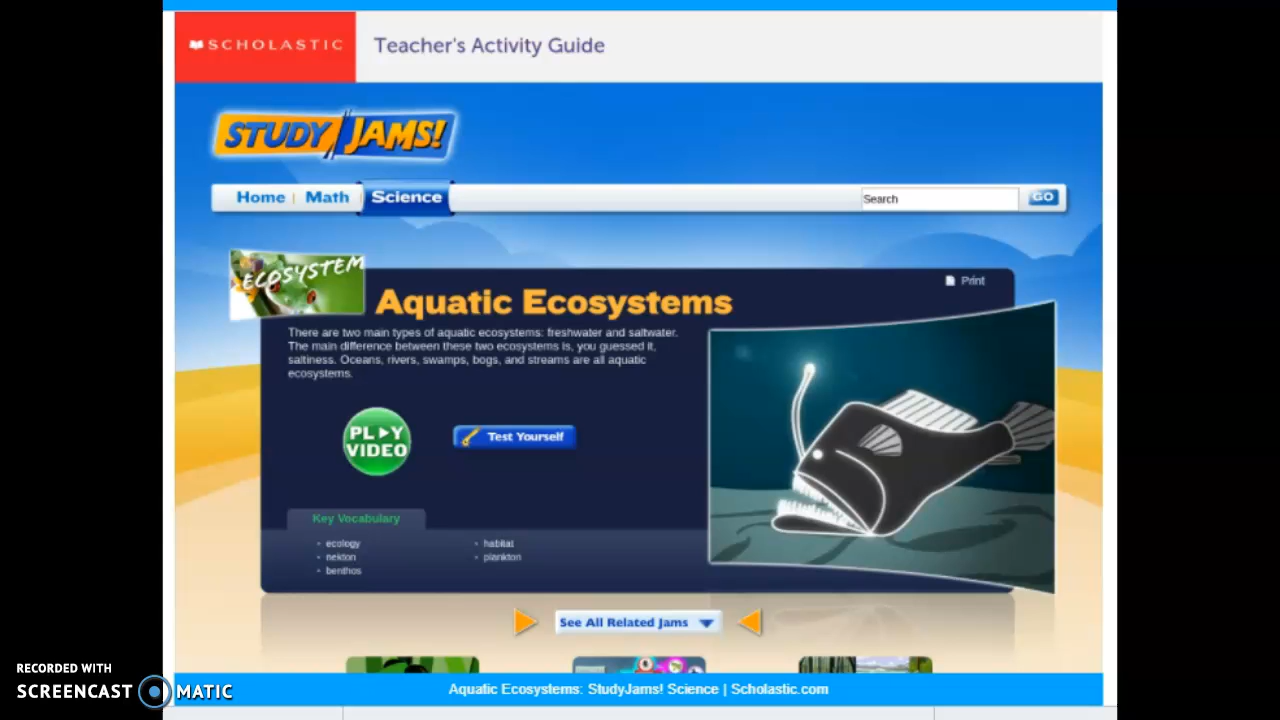 SCHOLASTIC
Teacher's Activity Guide
STUDY JAMS!
Home
Math
Science
Search
GO
ECOSYSTEM
Print
Aquatic Ecosystems
There are two main types of aquatic ecosystems: freshwater and saltwater.
The main difference between these two ecosystems is, you guessed it,
saltiness. Oceans, rivers, swamps, bogs, and streams are all aquatic
ecosystems.
PLAY
VIDEO
Test Yourself
Key Vocabulary
ecology
nekton
benthos
habitat
plankton
See All Related Jams
RECORDED WITH
SCREENCAST MATIC
Aquatic Ecosystems: StudyJams! Science | Scholastic.com